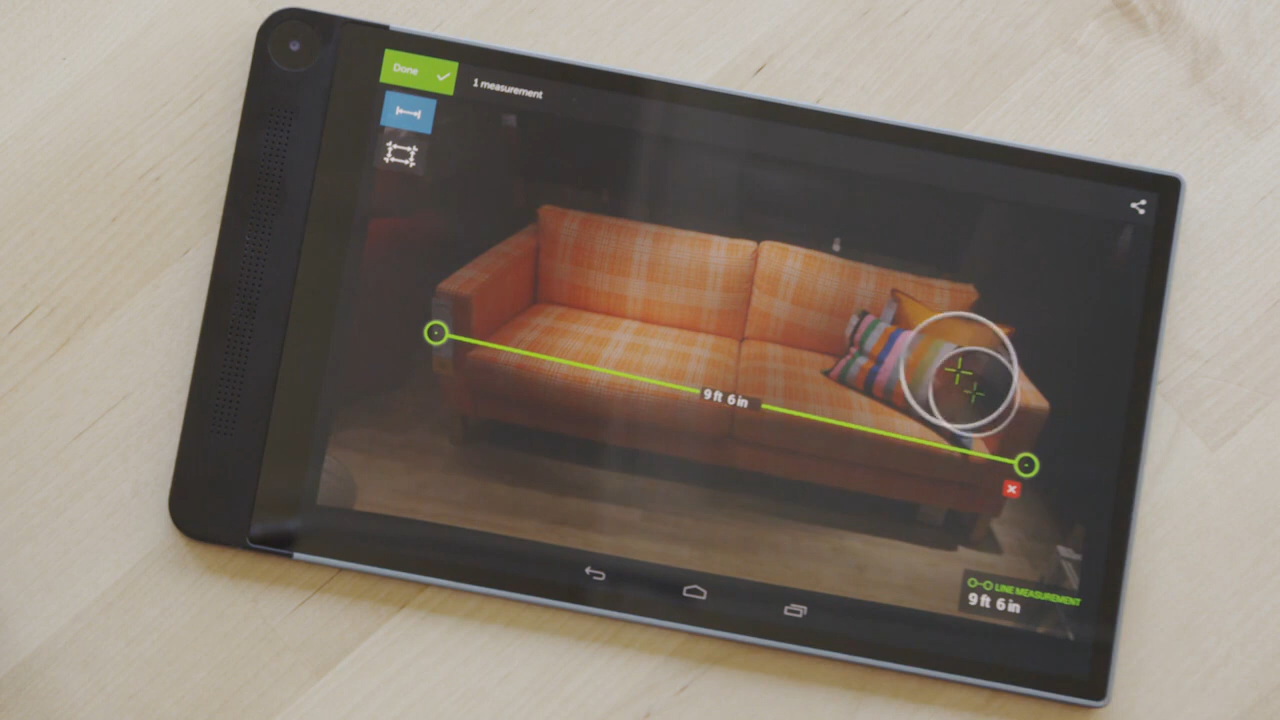 Done
1 measurement
9 ft 6 in
LINE MEASUREMENT
9 ft 6 in